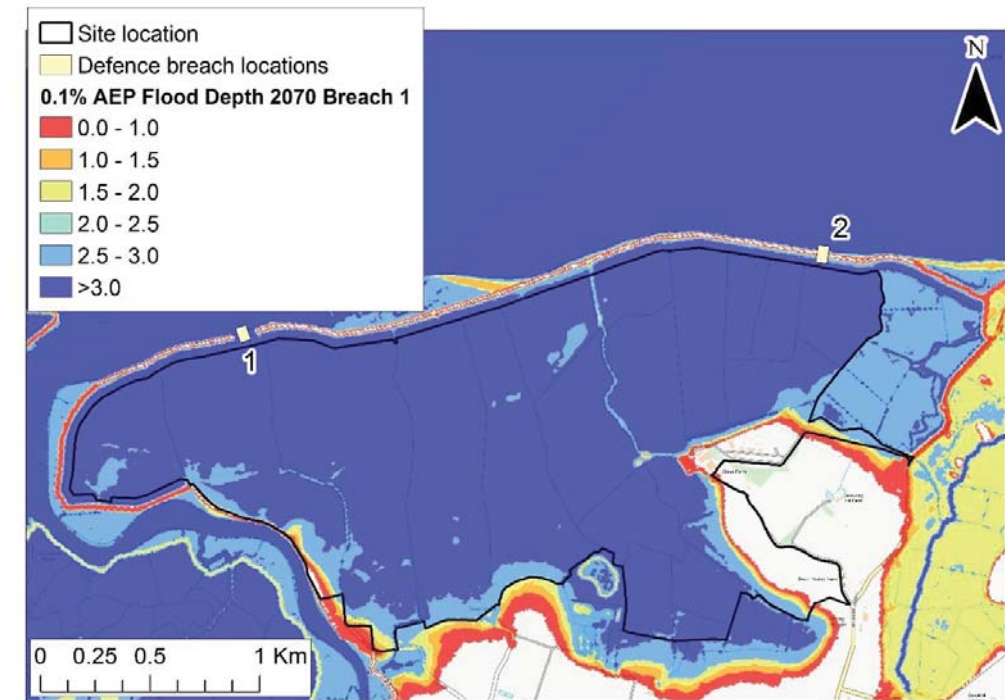 Site location
Defence breach locations
0.1% AEP Flood Depth 2070 Breach 1
0.0 - 1.0
1.0 - 1.5
1.5 - 2.0
2.0 - 2.5
2.5 - 3.0
>3.0
N
2
1
0 0.25 0.5 1 Km